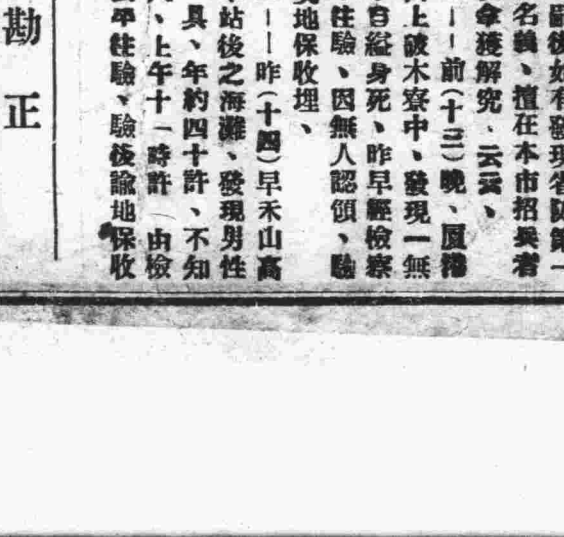 嗣後如有發現省防第一
名義、擅在本市招兵者
拿獲解究、云云、
——前(十三)晚、厦港
上破木寮中、發現一無
自縊身死、昨早經檢察
往驗、因無人認領、驗
地保收埋、
——昨(十四)早禾山高
站後之海灘、發現男性
具、年約四十許、不知
、上午十一時許、由檢
率往驗、驗後諭地保收
勘正